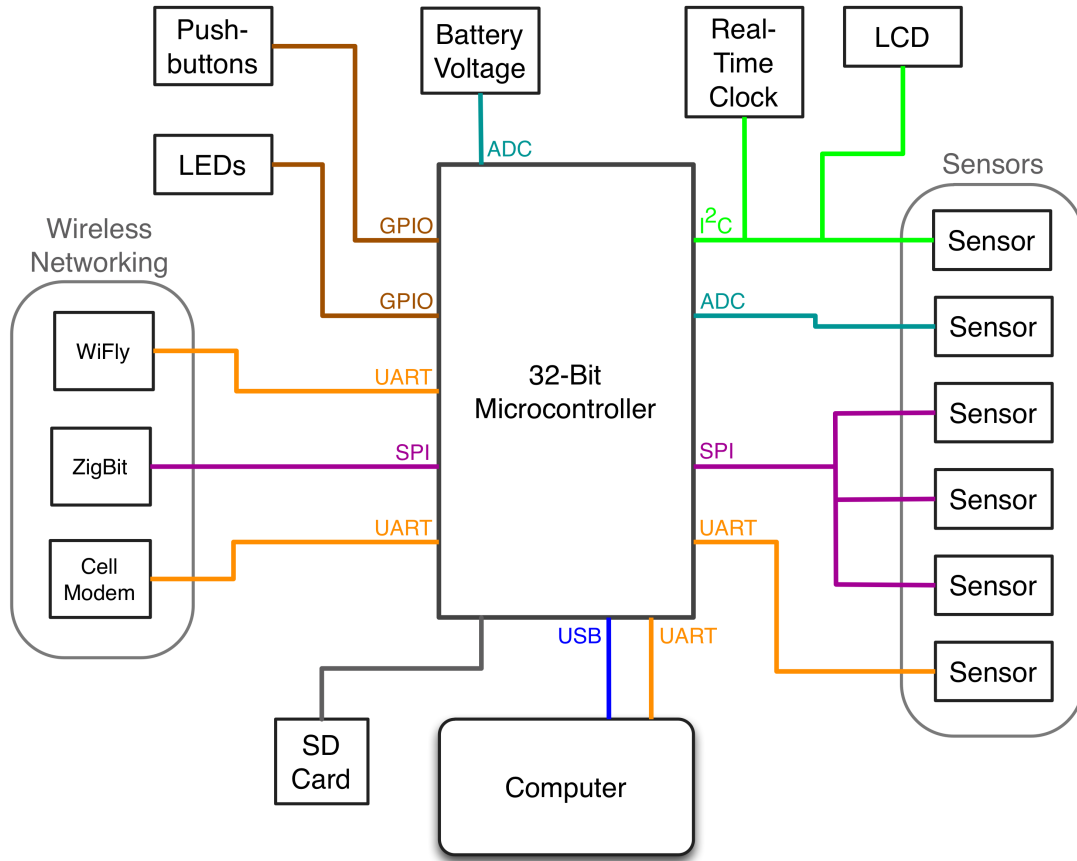 Push-
buttons
Battery
Voltage
Real-
Time
Clock
LCD
LEDs
ADC
Sensors
Wireless
Networking
GPIO
I²C
Sensor
GPIO
ADC
Sensor
WiFly
UART
32-Bit
Microcontroller
Sensor
ZigBit
SPI
SPI
Sensor
Cell
Modem
UART
UART
Sensor
USB
UART
Sensor
SD
Card
Computer